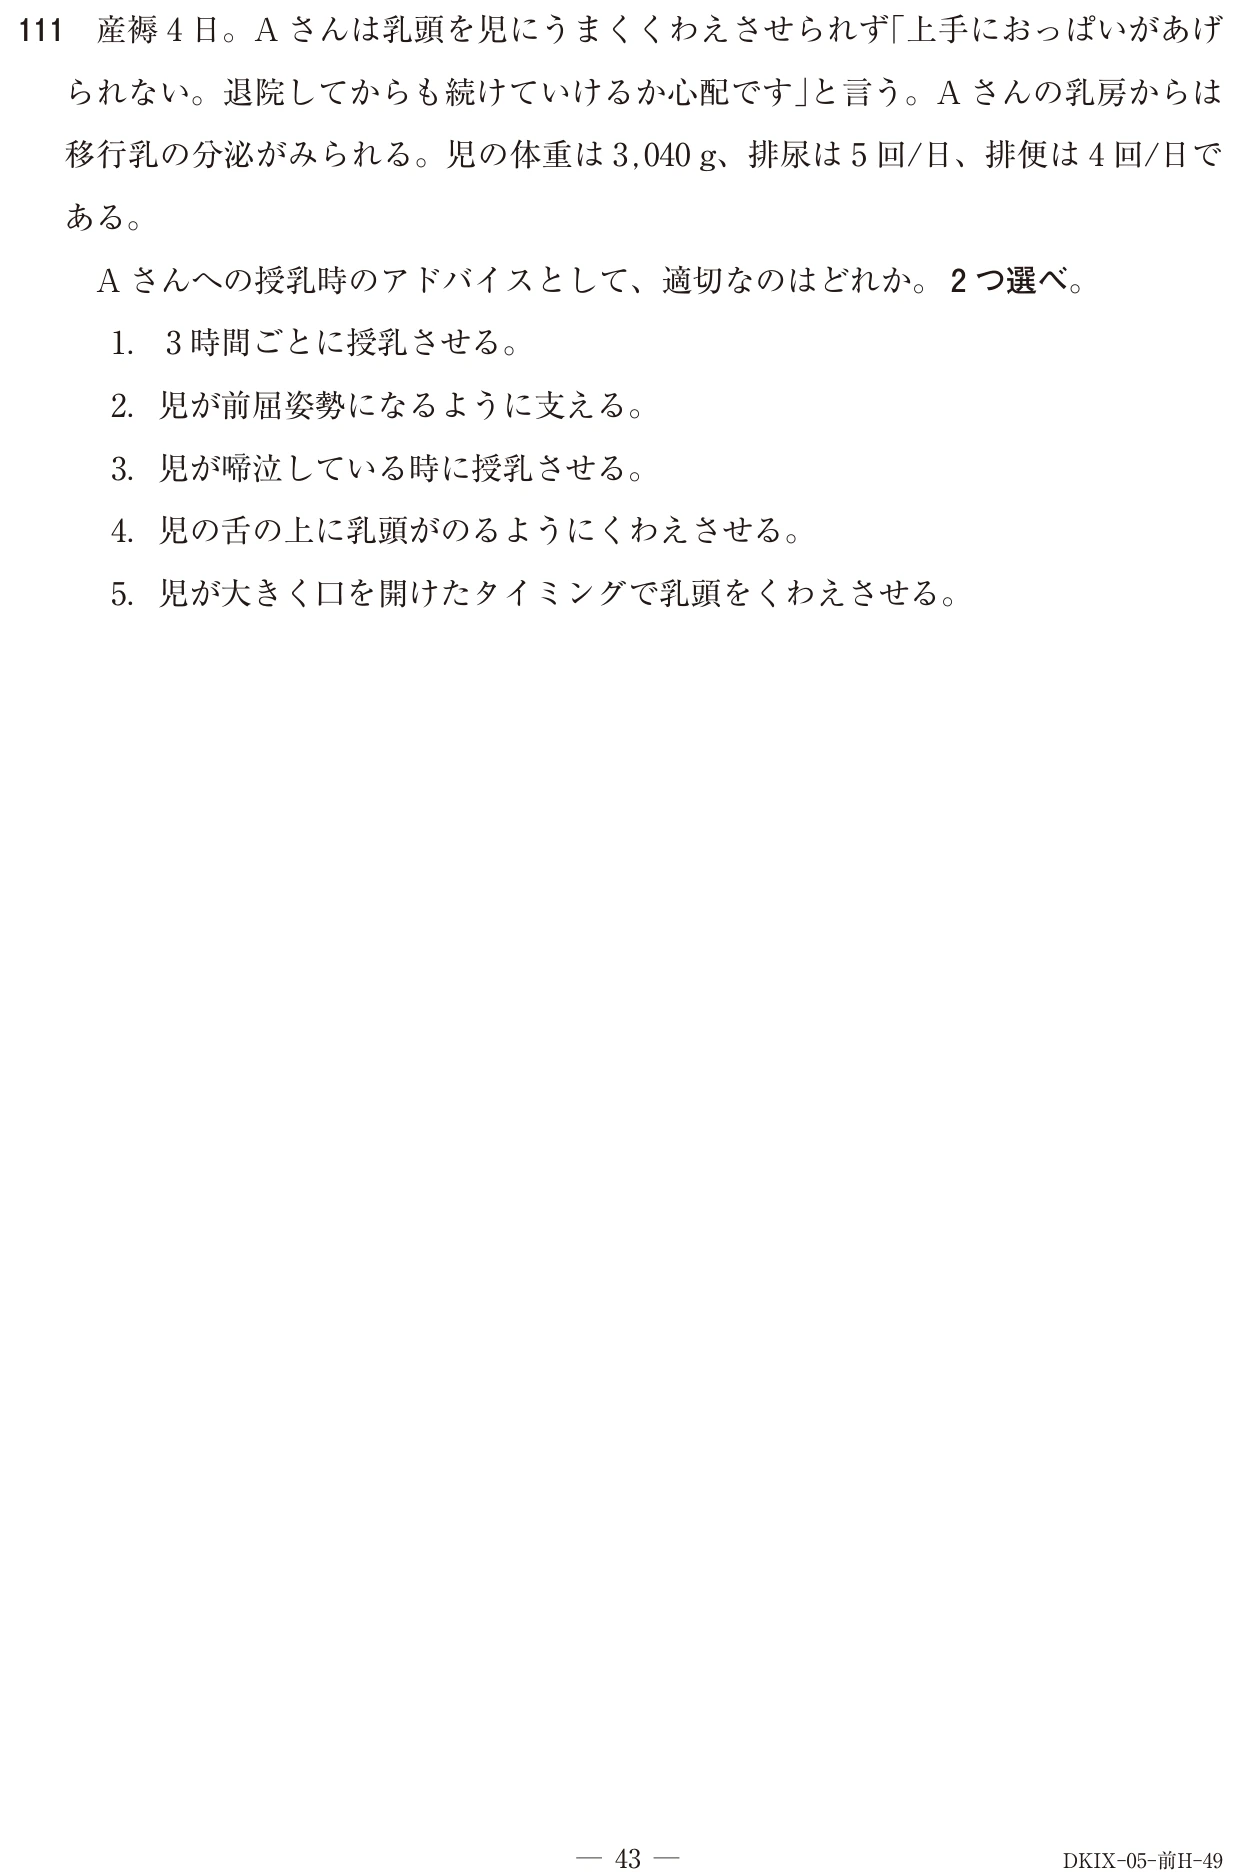 111　産褥 4 日。A さんは乳頭を児にうまくくわえさせられず「上手におっぱいがあげ
られない。退院してからも続けていけるか心配です」と言う。A さんの乳房からは
移行乳の分泌がみられる。児の体重は 3,040 g、排尿は 5 回/日、排便は 4 回/日で
ある。
A さんへの授乳時のアドバイスとして、適切なのはどれか。2 つ選べ。
1.　3 時間ごとに授乳させる。
2.　児が前屈姿勢になるように支える。
3.　児が啼泣している時に授乳させる。
4.　児の舌の上に乳頭がのるようにくわえさせる。
5.　児が大きく口を開けたタイミングで乳頭をくわえさせる。
— 43 —
DKIX-05-前H-49